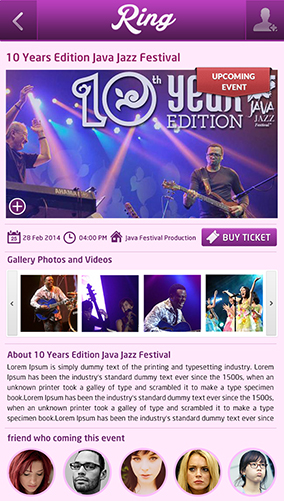 Ring
10 Years Edition Java Jazz Festival
UPCOMING
EVENT
10th years
EDITION
JAVA
JAZZ
Festival
28 Feb 2014
04:00 PM
Java Festival Production
BUY TICKET
Gallery Photos and Videos
About 10 Years Edition Java Jazz Festival
Lorem Ipsum is simply dummy text of the printing and typesetting industry. Lorem
Ipsum has been the industry's standard dummy text ever since the 1500s, when an
unknown printer took a galley of type and scrambled it to make a type specimen
book.Lorem Ipsum has been the industry's standard dummy text ever since the 1500s,
when an unknown printer took a galley of type and scrambled it to make a type
specimen book.Lorem Ipsum has been the industry's standard dummy text ever since
friend who coming this event